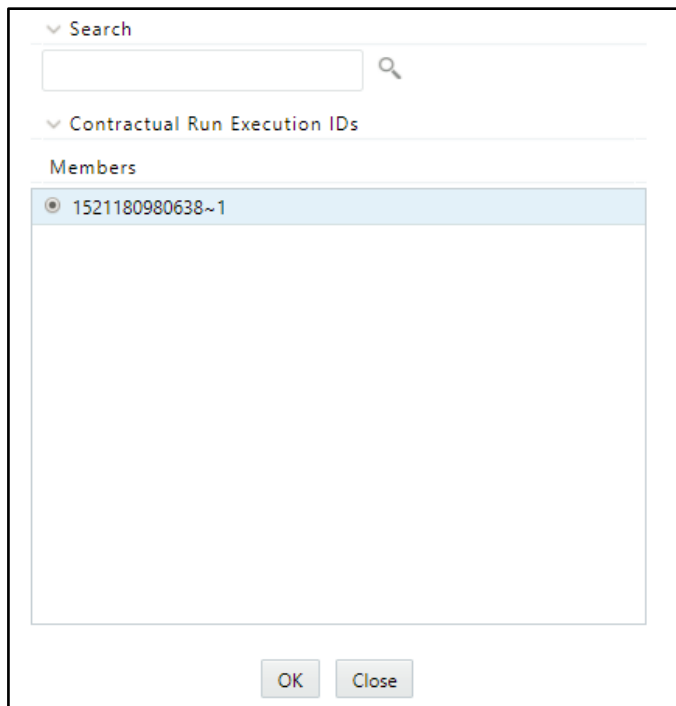 Search
Contractual Run Execution IDs
Members
1521180980638~1
OK Close